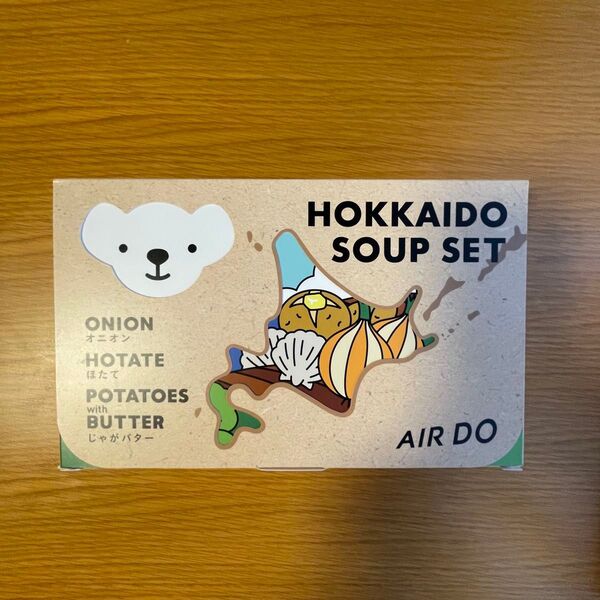 HOKKAIDO
SOUP SET
ONION
オニオン
HOTATE
ほたて
POTATOES
with
BUTTER
じゃがバター
AIR DO